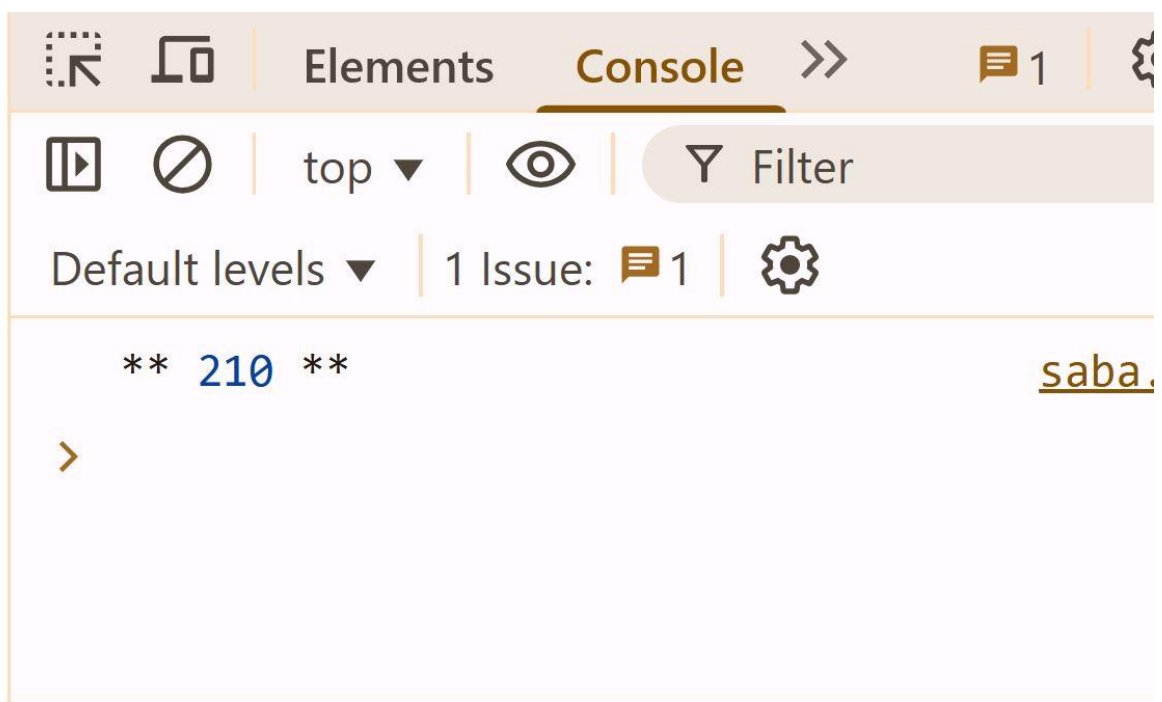 Elements Console 1
top Filter
Default levels 1 Issue: 1
** 210 ** saba.